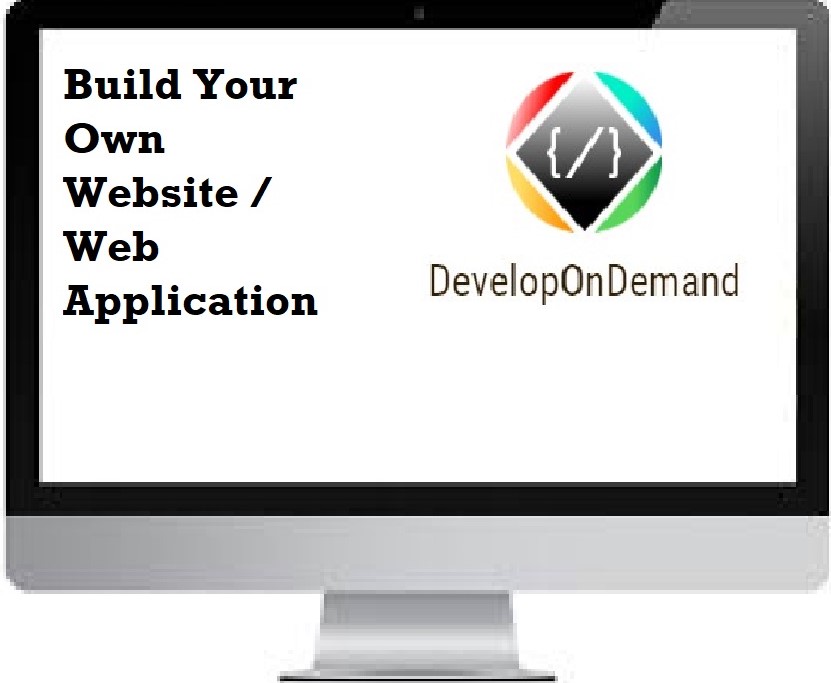 Build Your
Own
Website /
Web
Application
{/}
DevelopOnDemand